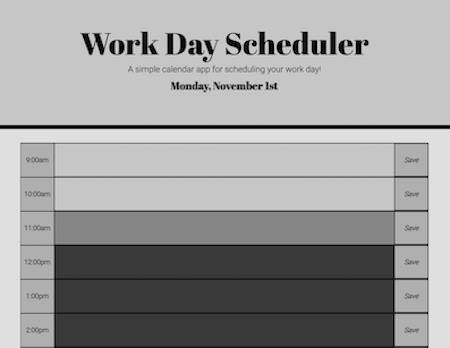 Work Day Scheduler
A simple calendar app for scheduling your work day!
Monday, November 1st
9:00am Save
10:00am Save
11:00am Save
12:00pm Save
1:00pm Save
2:00pm Save